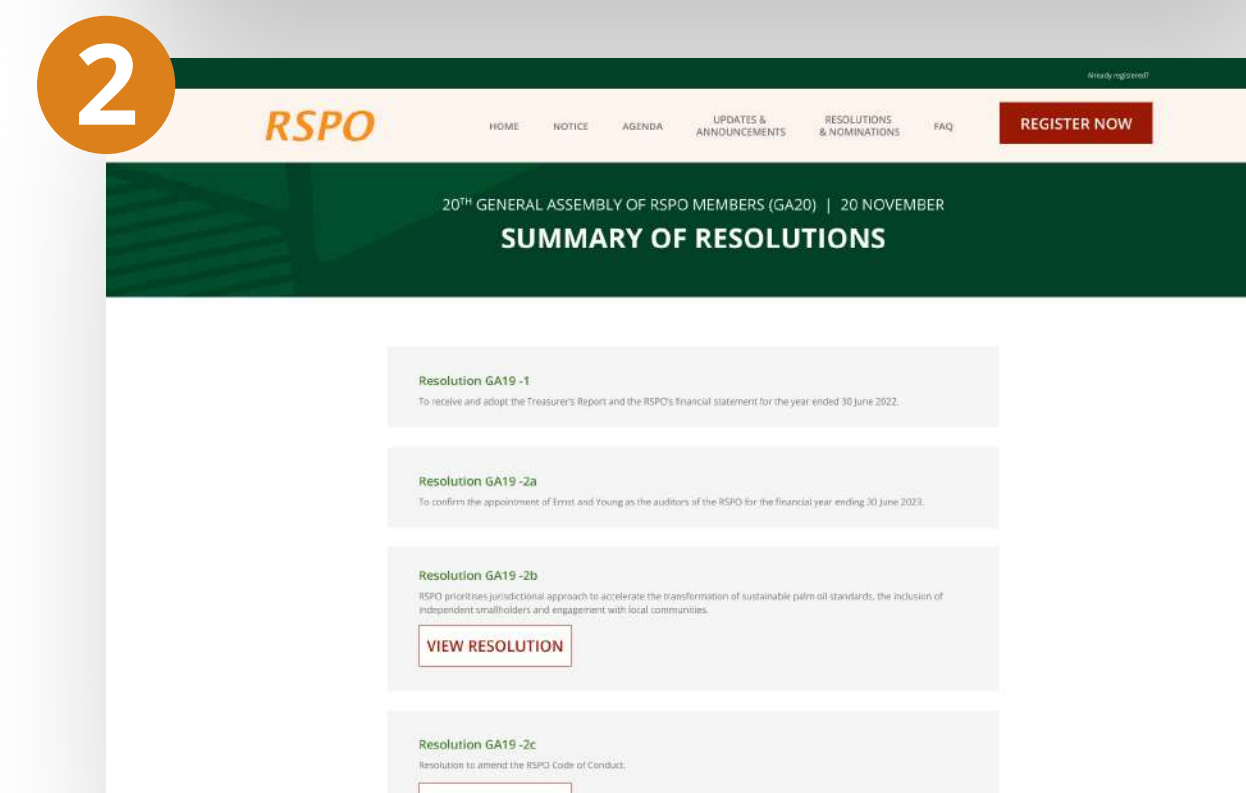 2
Already registered?
RSPO
HOME
NOTICE
AGENDA
UPDATES &
ANNOUNCEMENTS
RESOLUTIONS
& NOMINATIONS
FAQ
REGISTER NOW
20TH GENERAL ASSEMBLY OF RSPO MEMBERS (GA20) | 20 NOVEMBER
SUMMARY OF RESOLUTIONS
Resolution GA19 -1
To receive and adopt the Treasurer's Report and the RSPO's financial statement for the year ended 30 June 2022.
Resolution GA19 -2a
To confirm the appointment of Ernst and Young as the auditors of the RSPO for the financial year ending 30 June 2023.
Resolution GA19 -2b
RSPO prioritises jurisdictional approach to accelerate the transformation of sustainable palm oil standards, the inclusion of
independent smallholders and engagement with local communities.
VIEW RESOLUTION
Resolution GA19 -2c
Resolution to amend the RSPO Code of Conduct.